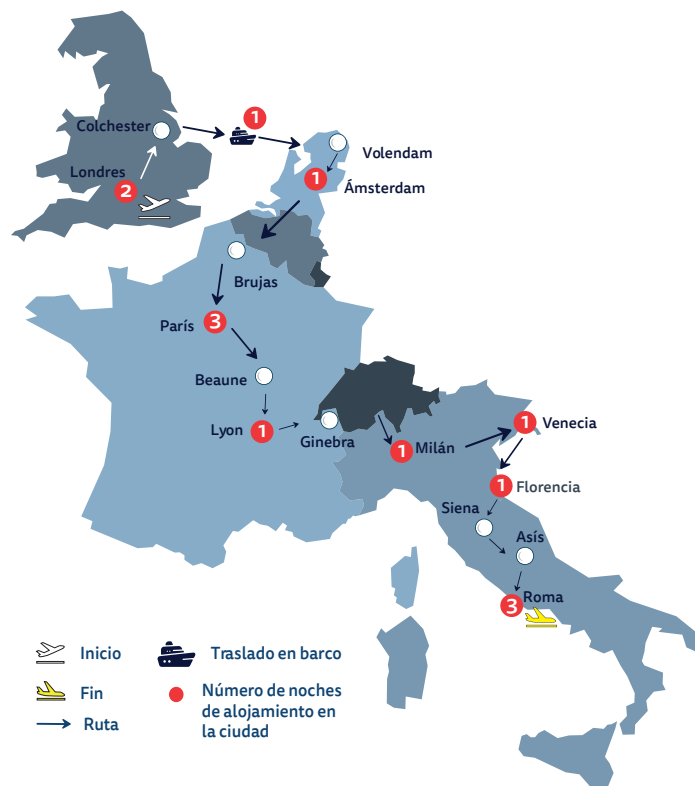 1
Colchester
Volendam
Londres
2
1
Ámsterdam
Brujas
París
3
Beaune
Lyon
1
Ginebra
1
Milán
1
Venecia
1
Florencia
Siena
Asís
Roma
3
Inicio
Traslado en barco
Fin
Número de noches
de alojamiento en
la ciudad
Ruta